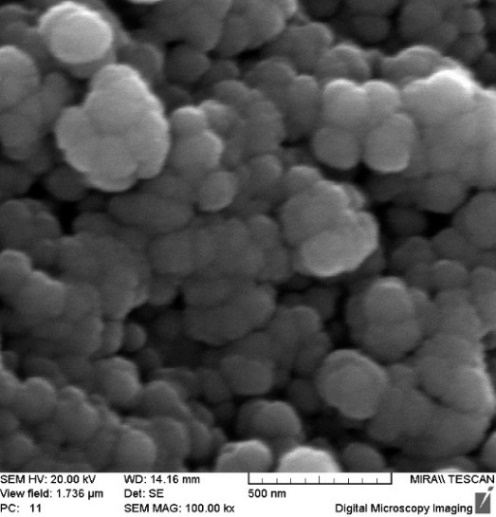 SEM HV: 20.00 kV WD: 14.16 mm MIRA\\ TESCAN
View field: 1.736 µm Det: SE 500 nm
PC: 11 SEM MAG: 100.00 kx Digital Microscopy Imaging